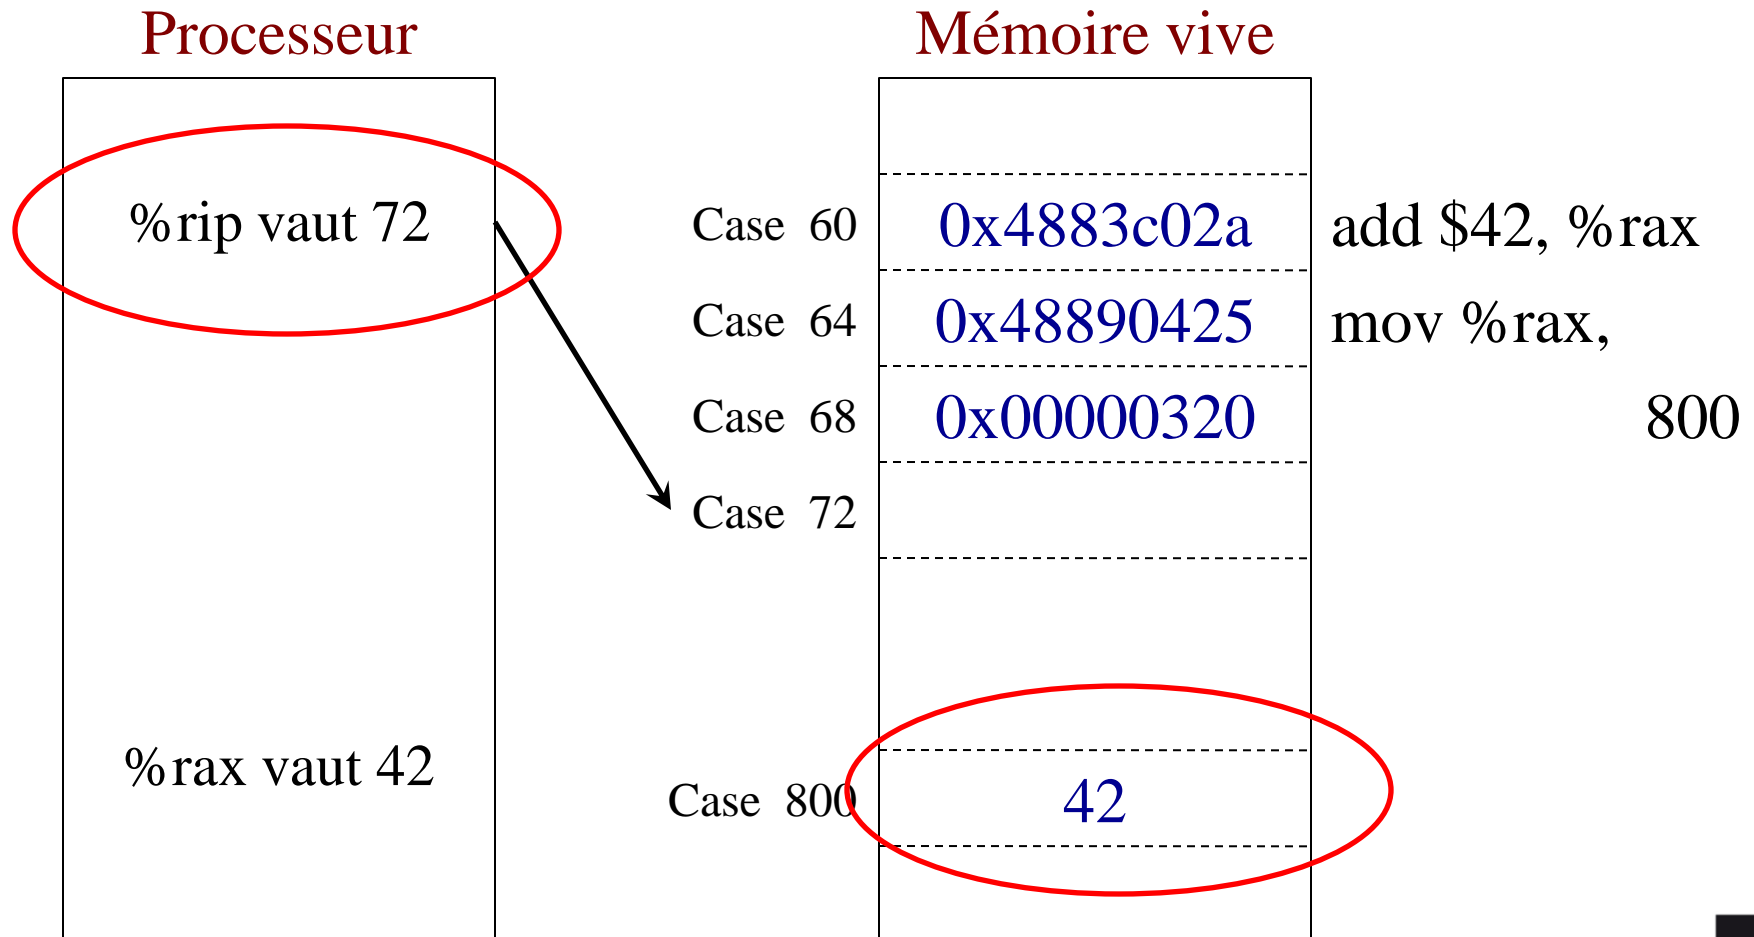 Processeur
Mémoire vive
%rip vaut 72
Case 60
0x4883c02a
add $42, %rax
Case 64
0x48890425
mov %rax,
Case 68
0x00000320
800
Case 72
%rax vaut 42
Case 800
42